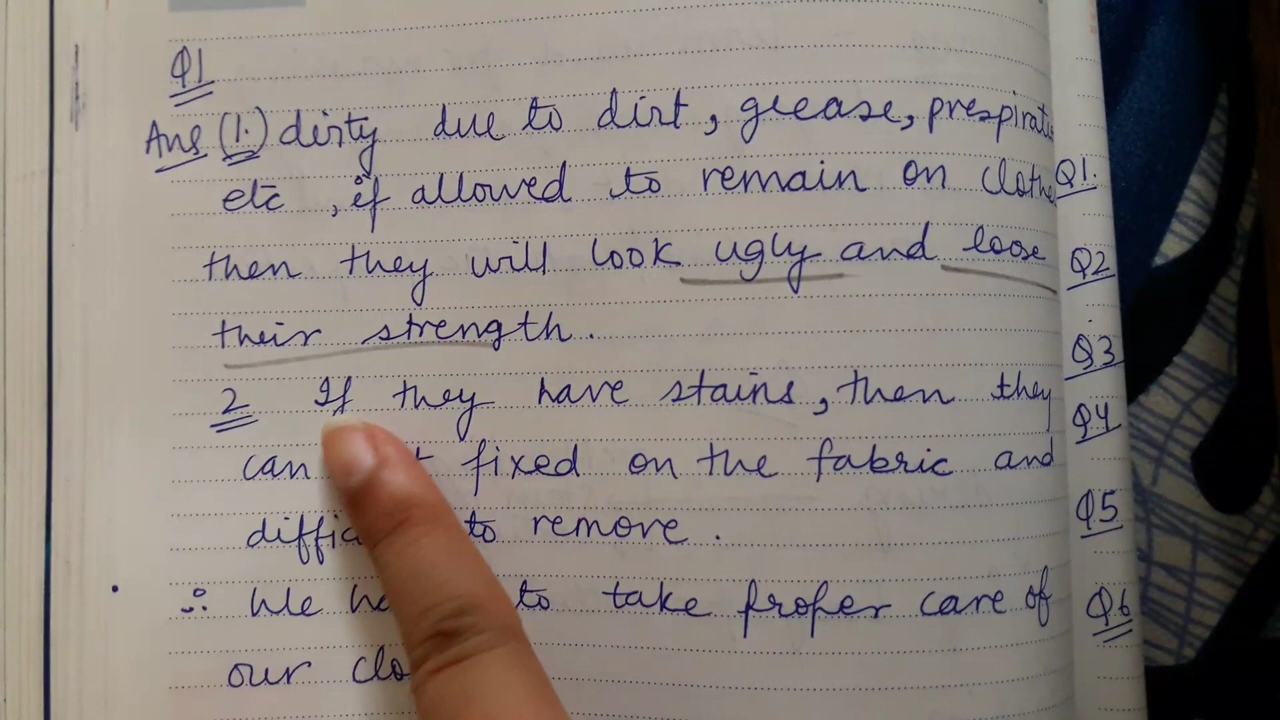 Q1
Ans (1.) dirty due to dirt, grease,
etc, if allowed to remain on
then they will look ugly and loose
their strength.
2 If they have stains, then they
can fixed on the fabric and
to remove.
∴ We to take proper care of
our
Q1.
Q2
Q3
Q4
Q5
Q6